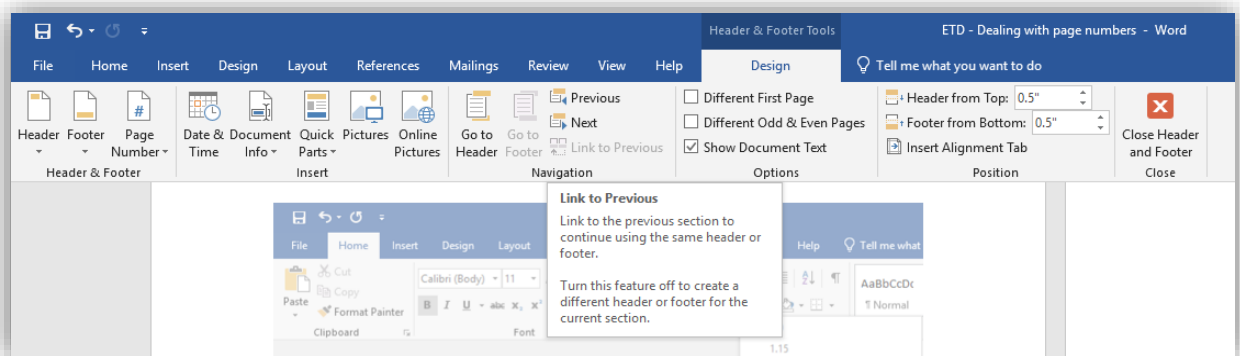 Header & Footer Tools
ETD - Dealing with page numbers - Word
File Home Insert Design Layout References Mailings Review View Help Design Tell me what you want to do
Header Footer Page Number
Header & Footer
Date & Time Document Info Quick Parts Pictures Online Pictures
Insert
Go to Header Go to Footer
Previous
Next
Link to Previous
Navigation
Different First Page
Different Odd & Even Pages
Show Document Text
Options
Header from Top: 0.5"
Footer from Bottom: 0.5"
Insert Alignment Tab
Position
Close Header
and Footer
Close
Link to Previous
Link to the previous section to
continue using the same header or
footer.
Turn this feature off to create a
different header or footer for the
current section.
File Home Insert Design Layout Help Tell me what
Paste
Cut
Copy
Format Painter
Clipboard
Calibri (Body) 11
B I U abc X₂ X²
Font
AaBbCcDc
¶ Normal
1.15